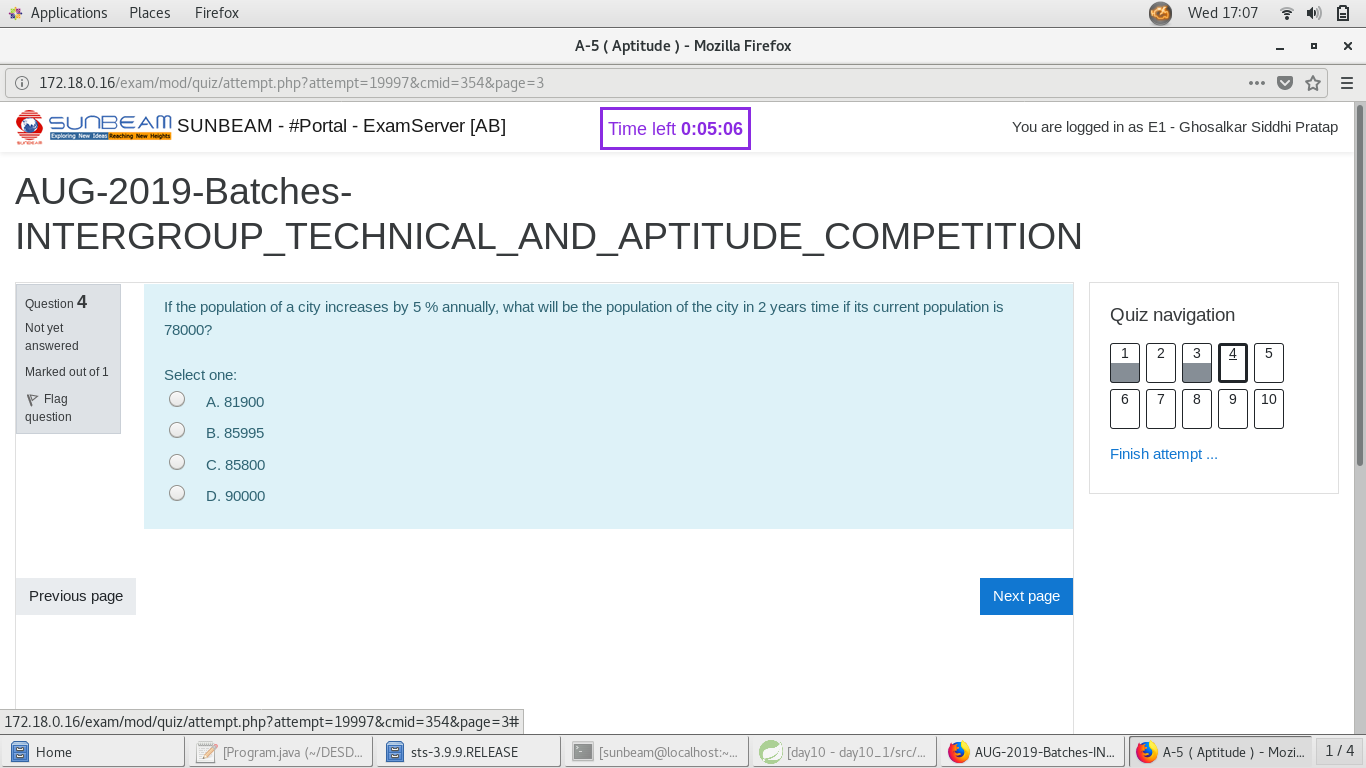 Applications Places Firefox Wed 17:07
A-5 ( Aptitude ) - Mozilla Firefox
172.18.0.16/exam/mod/quiz/attempt.php?attempt=19997&cmid=354&page=3
SUNBEAM
Exploring New Ideas Reaching New Heights
SUNBEAM
SUNBEAM - #Portal - ExamServer [AB]
Time left 0:05:06
You are logged in as E1 - Ghosalkar Siddhi Pratap
AUG-2019-Batches-
INTERGROUP_TECHNICAL_AND_APTITUDE_COMPETITION
Question 4
Not yet
answered
Marked out of 1
Flag
question
If the population of a city increases by 5 % annually, what will be the population of the city in 2 years time if its current population is
78000?
Select one:
A. 81900
B. 85995
C. 85800
D. 90000
Previous page
Next page
Quiz navigation
1 2 3 4 5
6 7 8 9 10
Finish attempt ...
172.18.0.16/exam/mod/quiz/attempt.php?attempt=19997&cmid=354&page=3#
Home [Program.java (~/DESD... sts-3.9.9.RELEASE [sunbeam@localhost:~... [day10 - day10_1/src/... AUG-2019-Batches-IN... A-5 ( Aptitude ) - Mozi... 1 / 4